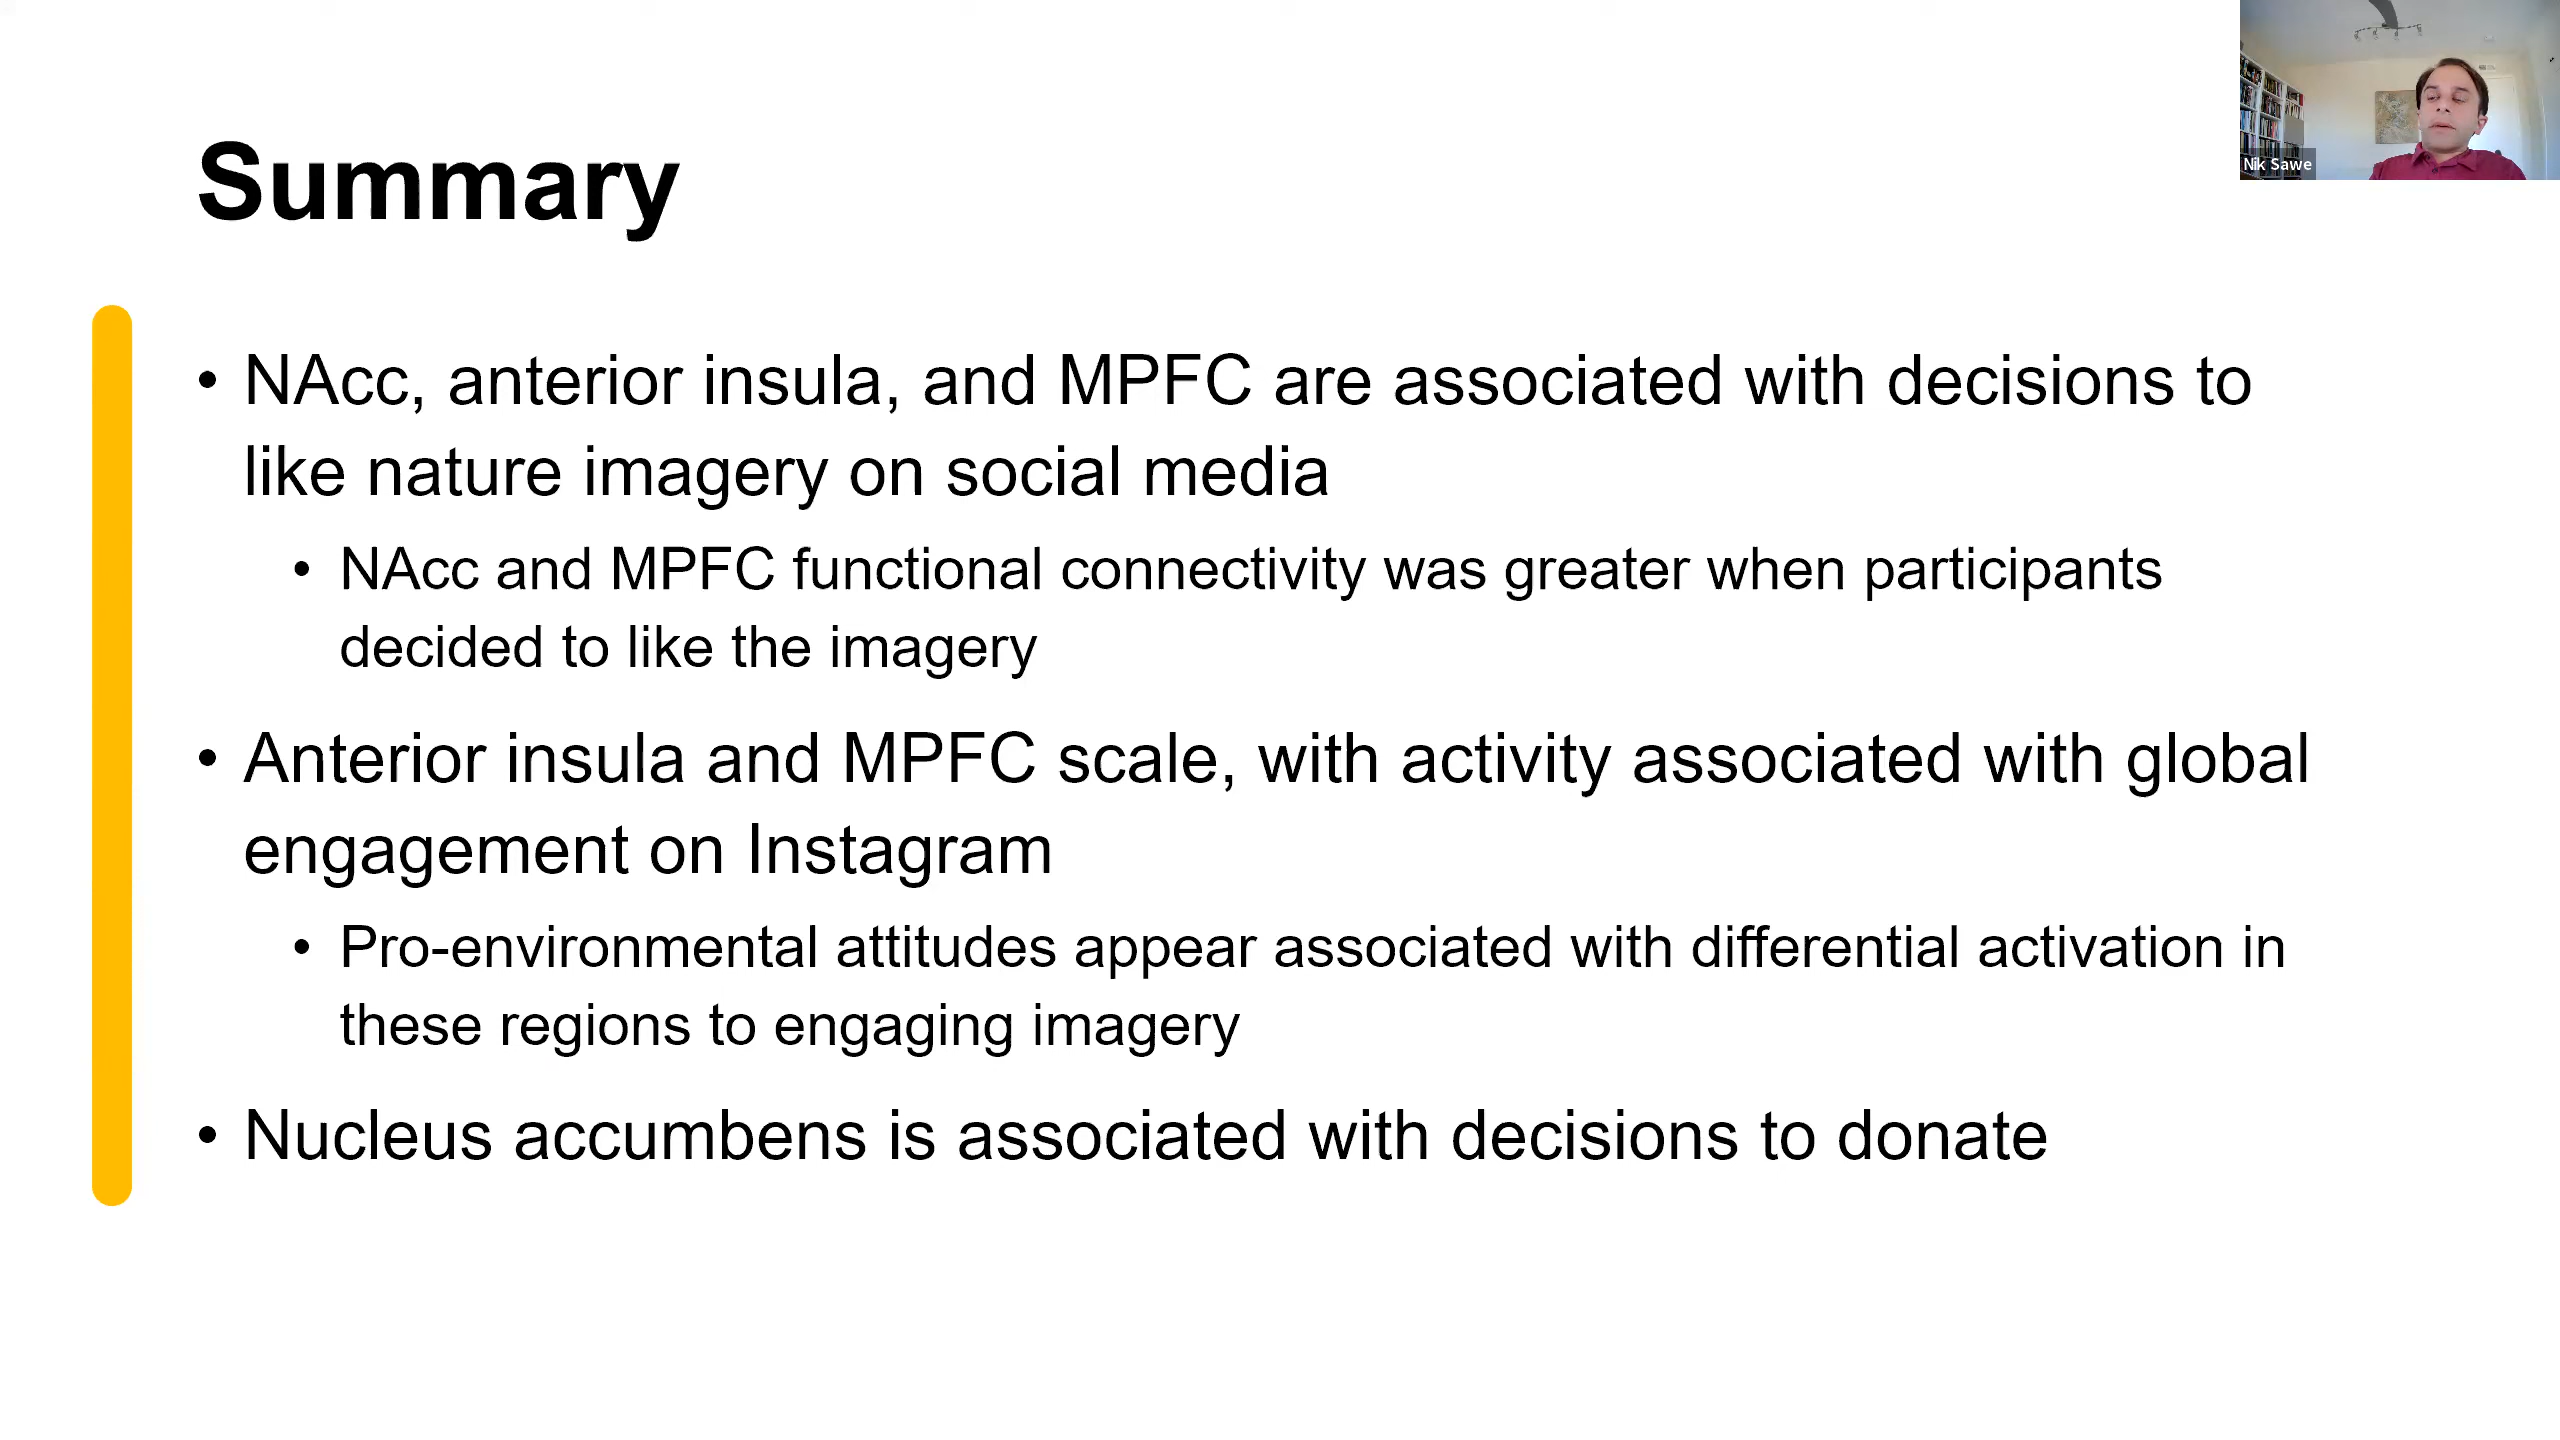 Nik Sawe
Summary
• NAcc, anterior insula, and MPFC are associated with decisions to
like nature imagery on social media
• NAcc and MPFC functional connectivity was greater when participants
decided to like the imagery
• Anterior insula and MPFC scale, with activity associated with global
engagement on Instagram
• Pro-environmental attitudes appear associated with differential activation in
these regions to engaging imagery
• Nucleus accumbens is associated with decisions to donate